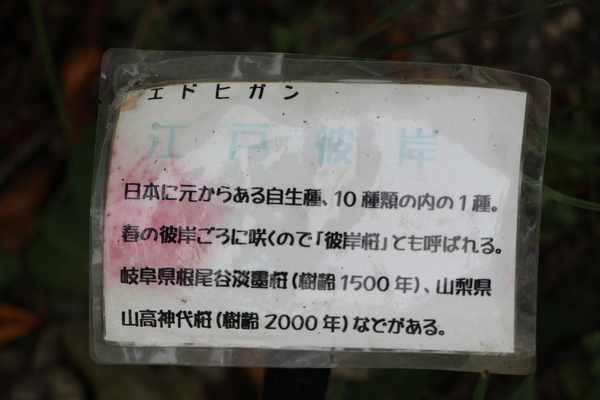 エドヒガン
江戸彼岸
日本に元からある自生種、10種類の内の1種。
春の彼岸ごろに咲くので「彼岸桜」とも呼ばれる。
岐阜県根尾谷淡墨桜(樹齢1500年)、山梨県
山高神代桜(樹齢2000年)などがある。